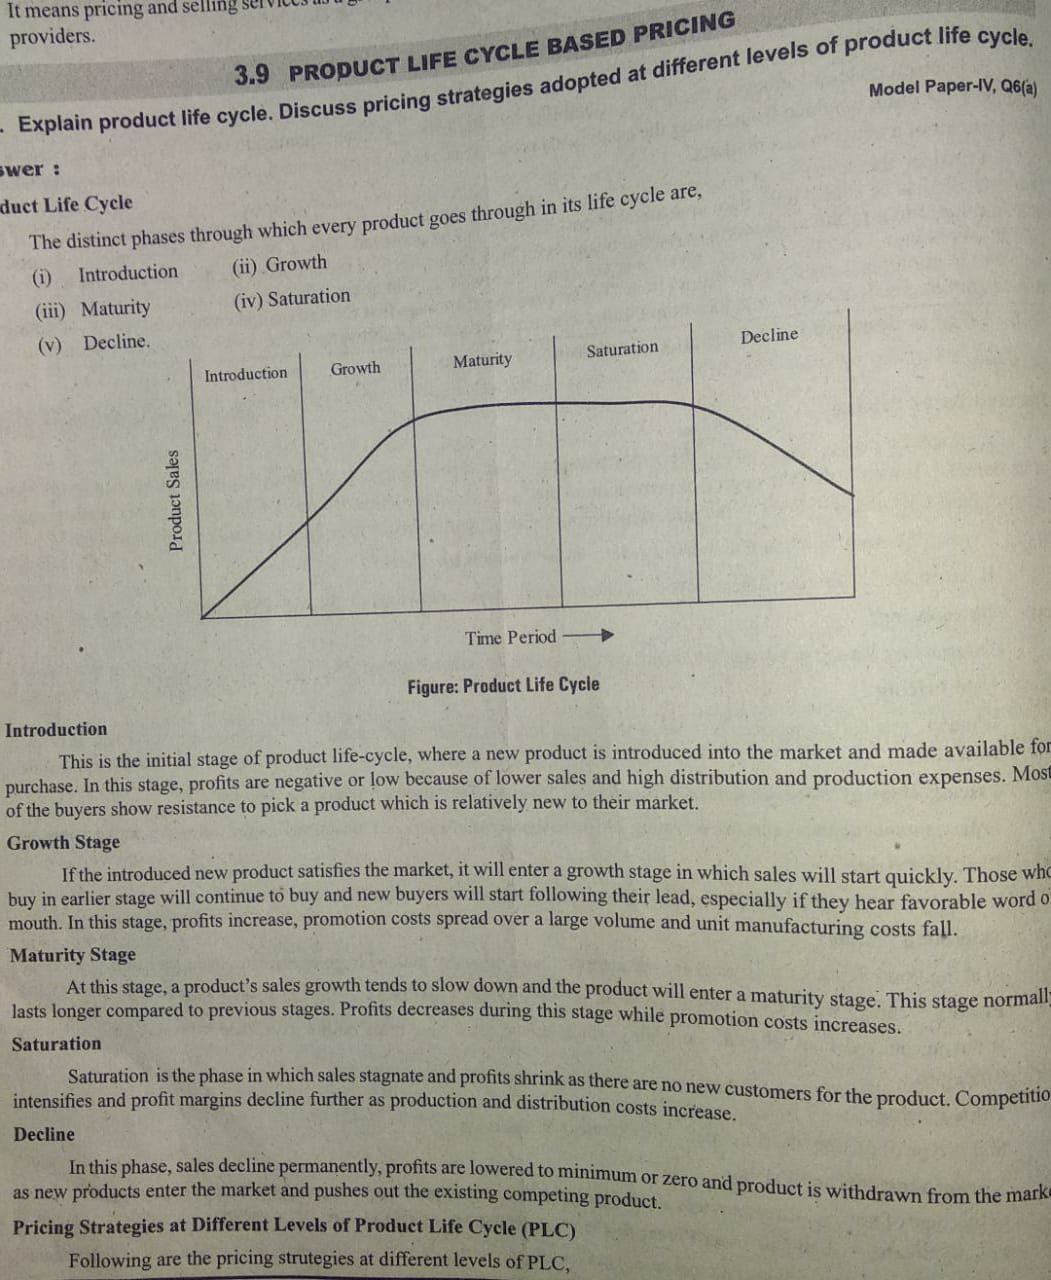 It means pricing and selling services as a
providers.
3.9 PRODUCT LIFE CYCLE BASED PRICING
. Explain product life cycle. Discuss pricing strategies adopted at different levels of product life cycle.
Model Paper-IV, Q6(a)
swer :
duct Life Cycle
The distinct phases through which every product goes through in its life cycle are,
(i) Introduction (ii) Growth
(iii) Maturity (iv) Saturation
(v) Decline.
Introduction Growth Maturity Saturation Decline
Product Sales
Time Period
Figure: Product Life Cycle
Introduction
This is the initial stage of product life-cycle, where a new product is introduced into the market and made available for
purchase. In this stage, profits are negative or low because of lower sales and high distribution and production expenses. Most
of the buyers show resistance to pick a product which is relatively new to their market.
Growth Stage
If the introduced new product satisfies the market, it will enter a growth stage in which sales will start quickly. Those who
buy in earlier stage will continue to buy and new buyers will start following their lead, especially if they hear favorable word o
mouth. In this stage, profits increase, promotion costs spread over a large volume and unit manufacturing costs fall.
Maturity Stage
At this stage, a product's sales growth tends to slow down and the product will enter a maturity stage. This stage normall
lasts longer compared to previous stages. Profits decreases during this stage while promotion costs increases.
Saturation
Saturation is the phase in which sales stagnate and profits shrink as there are no new customers for the product. Competitio
intensifies and profit margins decline further as production and distribution costs increase.
Decline
In this phase, sales decline permanently, profits are lowered to minimum or zero and product is withdrawn from the mark
as new products enter the market and pushes out the existing competing product.
Pricing Strategies at Different Levels of Product Life Cycle (PLC)
Following are the pricing strutegies at different levels of PLC,